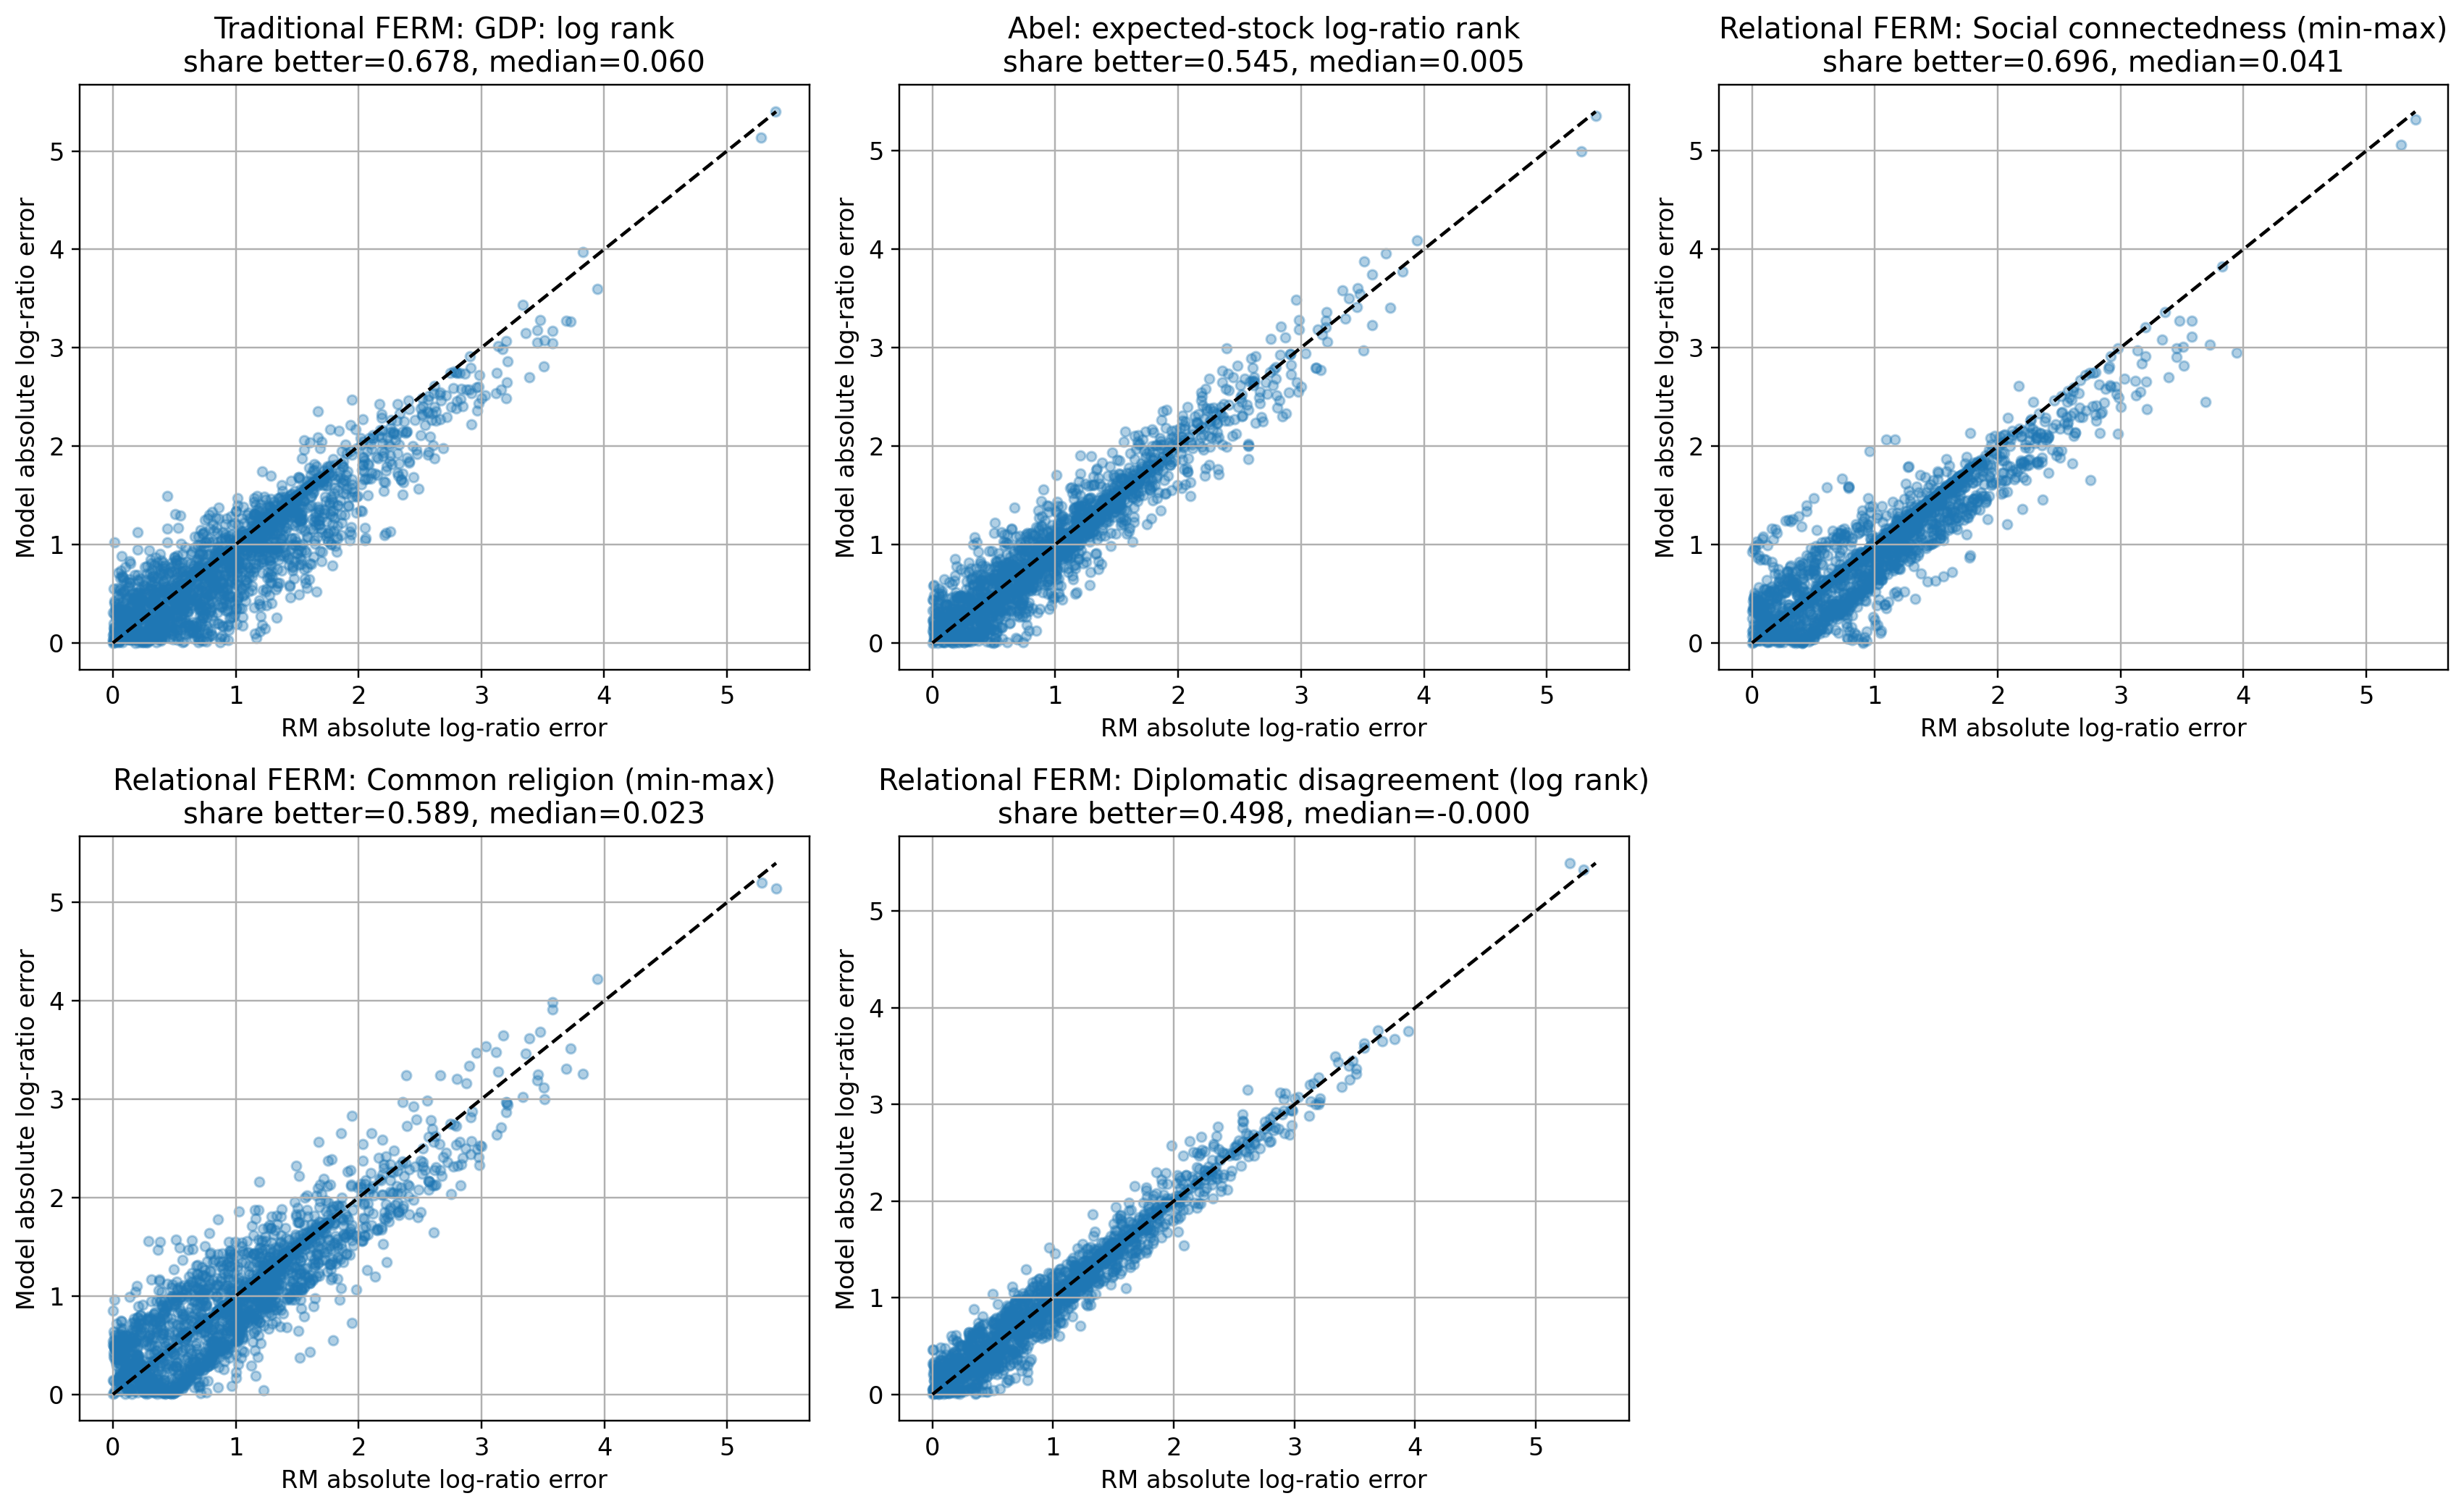 Traditional FERM: GDP: log rank
share better=0.678, median=0.060
5
4
3
2
1
0
Model absolute log-ratio error
0 1 2 3 4 5
RM absolute log-ratio error
Abel: expected-stock log-ratio rank
share better=0.545, median=0.005
5
4
3
2
1
0
Model absolute log-ratio error
0 1 2 3 4 5
RM absolute log-ratio error
Relational FERM: Social connectedness (min-max)
share better=0.696, median=0.041
5
4
3
2
1
0
Model absolute log-ratio error
0 1 2 3 4 5
RM absolute log-ratio error
Relational FERM: Common religion (min-max)
share better=0.589, median=0.023
5
4
3
2
1
0
Model absolute log-ratio error
0 1 2 3 4 5
RM absolute log-ratio error
Relational FERM: Diplomatic disagreement (log rank)
share better=0.498, median=-0.000
5
4
3
2
1
0
Model absolute log-ratio error
0 1 2 3 4 5
RM absolute log-ratio error